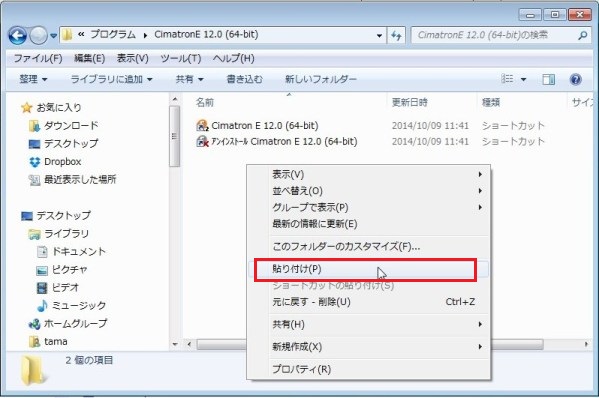 プログラム ▸ CimatronE 12.0 (64-bit)
CimatronE 12.0 (64-bit)の検索
ファイル(F) 編集(E) 表示(V) ツール(T) ヘルプ(H)
整理 ライブラリに追加 共有 書き込む 新しいフォルダー
お気に入り
ダウンロード
デスクトップ
Dropbox
最近表示した場所
デスクトップ
ライブラリ
ドキュメント
ピクチャ
ビデオ
ミュージック
ホームグループ
tama
名前 更新日時 種類 サイズ
Cimatron E 12.0 (64-bit) 2014/10/09 11:41 ショートカット
アンインストール Cimatron E 12.0 (64-bit) 2014/10/09 11:41 ショートカット
表示(V)
並べ替え(O)
グループで表示(P)
最新の情報に更新(E)
このフォルダーのカスタマイズ(F)...
貼り付け(P)
ショートカットの貼り付け(S)
元に戻す - 削除(U) Ctrl+Z
共有(H)
新規作成(X)
プロパティ(R)
2 個の項目